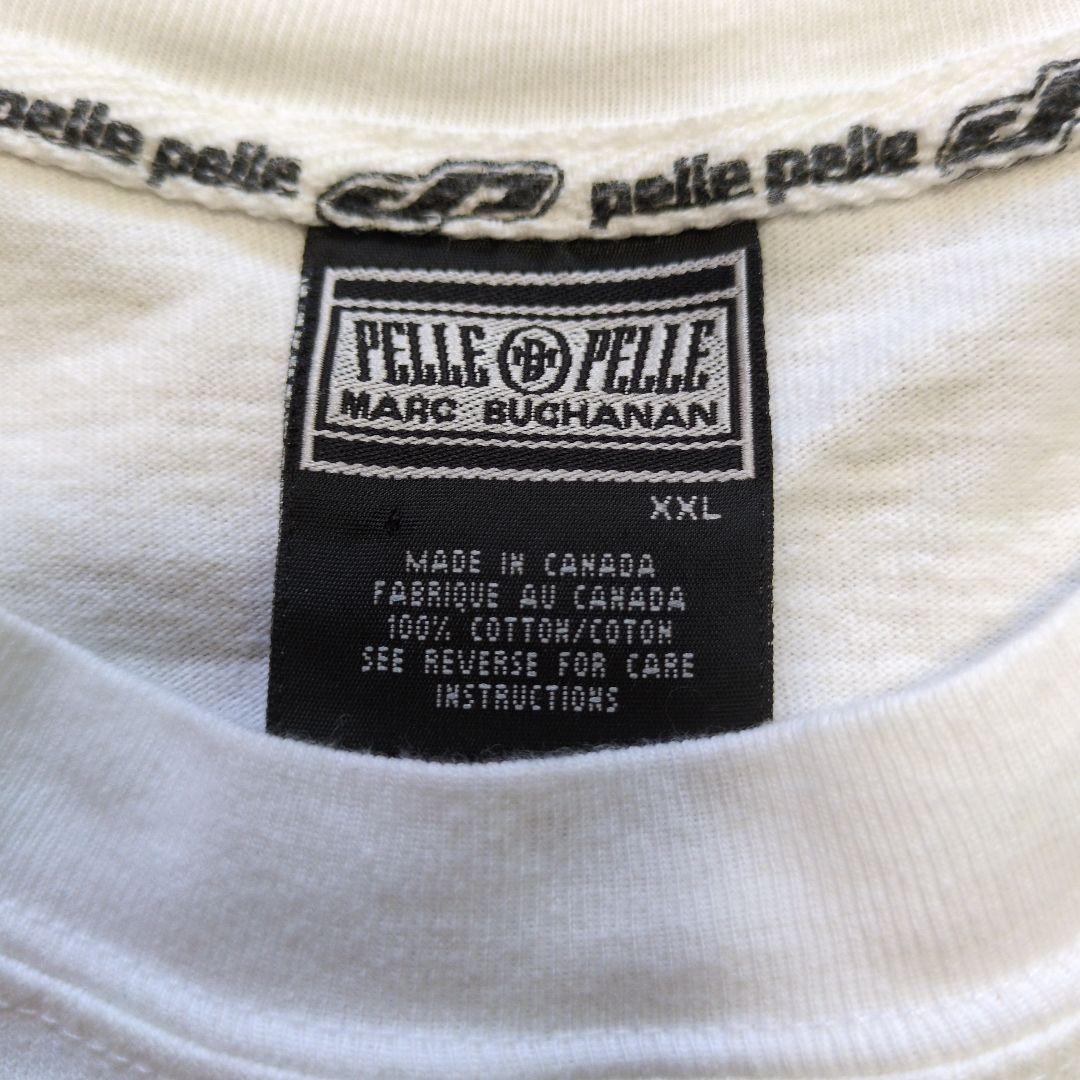 pelle pelle pelle pelle
PELLE MB PELLE
MARC BUCHANAN
XXL
MADE IN CANADA
FABRIQUE AU CANADA
100% COTTON/COTON
SEE REVERSE FOR CARE
INSTRUCTIONS